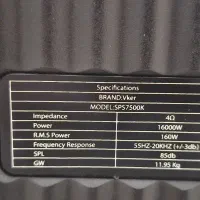 Specifications
BRAND:Vker
MODEL:SPS7500K
Impedance 4Ω
Power 16000W
R.M.S Power 160W
Frequency Response 55HZ-20KHZ (+/-3db)
SPL 85db
GW 11.95 Kg